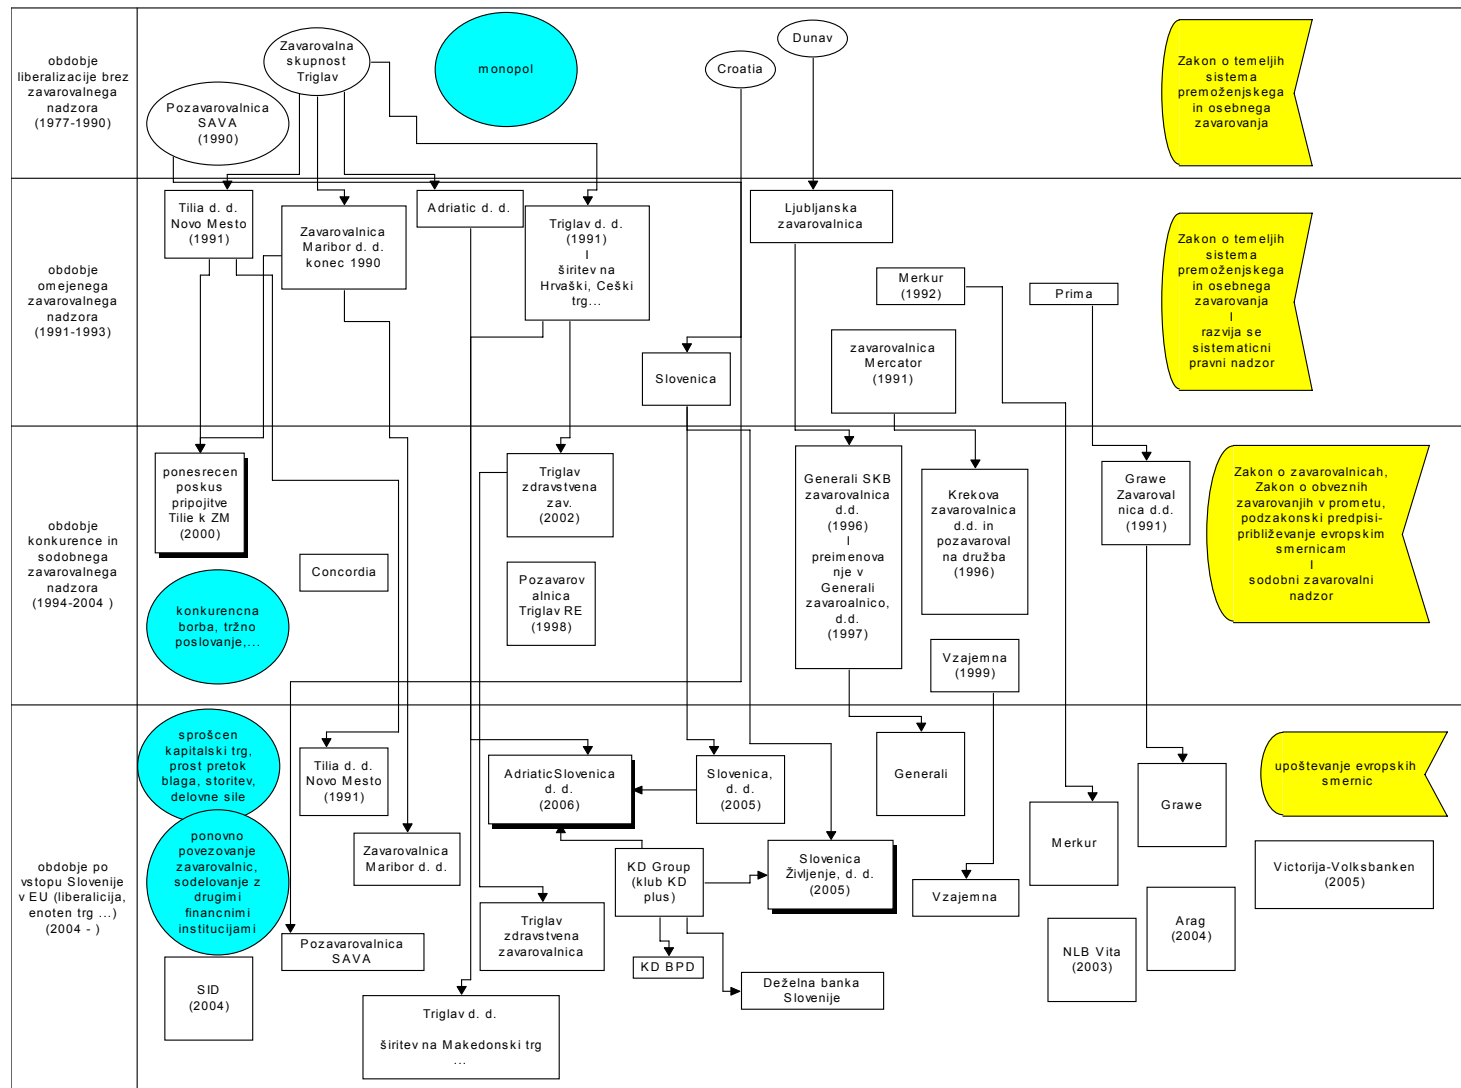 obdobje
liberalizacije brez
zavarovalnega
nadzora
(1977-1990)
Pozavarovalnica
SAVA
(1990)
Zavarovalna
skupnost
Triglav
monopol
Croatia
Dunav
Zakon o temeljih
sistema
premoženjskega
in osebnega
zavarovanja
obdobje
omejenega
zavarovalnega
nadzora
(1991-1993)
Tilia d. d.
Novo Mesto
(1991)
Zavarovalnica
Maribor d. d.
konec 1990
Adriatic d. d.
Triglav d. d.
(1991)
I
širitev na
Hrvaški, Ceški
trg...
Slovenica
Ljubljanska
zavarovalnica
Merkur
(1992)
zavarovalnica
Mercator
(1991)
Prima
Zakon o temeljih
sistema
premoženjskega
in osebnega
zavarovanja
I
razvija se
sistematicni
pravni nadzor
obdobje
konkurence in
sodobnega
zavarovalnega
nadzora
(1994-2004 )
ponesrecen
poskus
pripojitve
Tilie k ZM
(2000)
konkurencna
borba, tržno
poslovanje,...
Concordia
Triglav
zdravstvena
zav.
(2002)
Pozavarov
alnica
Triglav RE
(1998)
Generali SKB
zavarovalnica
d.d.
(1996)
I
preimenova
nje v
Generali
zavaroalnico,
d.d.
(1997)
Krekova
zavarovalnica
d.d. in
pozavaroval
na družba
(1996)
Vzajemna
(1999)
Grawe
Zavaroval
nica d.d.
(1991)
Zakon o zavarovalnicah,
Zakon o obveznih
zavarovanjih v prometu,
podzakonski predpisi-
približevanje evropskim
smernicam
I
sodobni zavarovalni
nadzor
obdobje po
vstopu Slovenije
v EU (liberalicija,
enoten trg ...)
(2004 - )
sprošcen
kapitalski trg,
prost pretok
blaga, storitev,
delovne sile
ponovno
povezovanje
zavarovalnic,
sodelovanje z
drugimi
financnimi
institucijami
SID
(2004)
Tilia d. d.
Novo Mesto
(1991)
Zavarovalnica
Maribor d. d.
Pozavarovalnica
SAVA
Triglav d. d.
širitev na Makedonski trg
...
AdriaticSlovenica
d. d.
(2006)
Slovenica,
d. d.
(2005)
KD Group
(klub KD
plus)
Triglav
zdravstvena
zavarovalnica
KD BPD
Deželna banka
Slovenije
Slovenica
Življenje, d. d.
(2005)
Generali
Vzajemna
Merkur
NLB Vita
(2003)
Grawe
Arag
(2004)
upoštevanje evropskih
smernic
Victorija-Volksbanken
(2005)